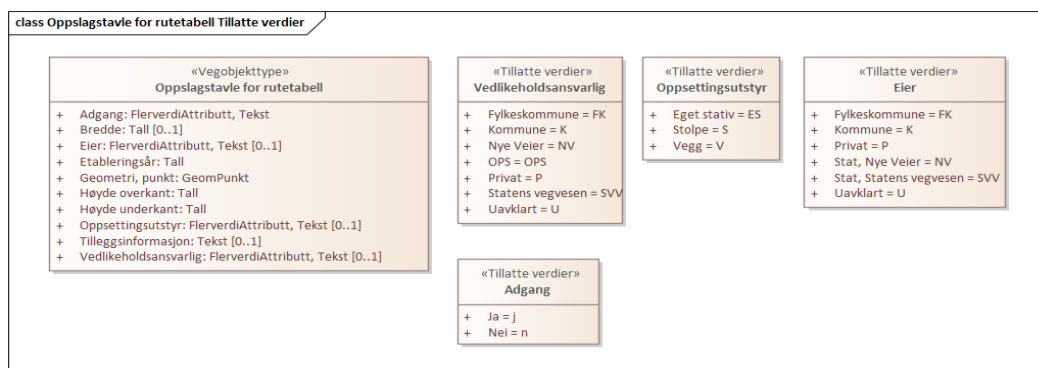 class Oppslagstavle for rutetabell Tillatte verdier
«Vegobjekttype»
Oppslagstavle for rutetabell
+ Adgang: FlerverdiAttributt, Tekst
+ Bredde: Tall [0..1]
+ Eier: FlerverdiAttributt, Tekst [0..1]
+ Etableringsår: Tall
+ Geometri, punkt: GeomPunkt
+ Høyde overkant: Tall
+ Høyde underkant: Tall
+ Oppsettingsutstyr: FlerverdiAttributt, Tekst [0..1]
+ Tilleggsinformasjon: Tekst [0..1]
+ Vedlikeholdsansvarlig: FlerverdiAttributt, Tekst [0..1]
«Tillatte verdier»
Vedlikeholdsansvarlig
+ Fylkeskommune = FK
+ Kommune = K
+ Nye Veier = NV
+ OPS = OPS
+ Privat = P
+ Statens vegvesen = SVV
+ Uavklart = U
«Tillatte verdier»
Oppsettingsutstyr
+ Eget stativ = ES
+ Stolpe = S
+ Vegg = V
«Tillatte verdier»
Eier
+ Fylkeskommune = FK
+ Kommune = K
+ Privat = P
+ Stat, Nye Veier = NV
+ Stat, Statens vegvesen = SVV
+ Uavklart = U
«Tillatte verdier»
Adgang
+ Ja = j
+ Nei = n